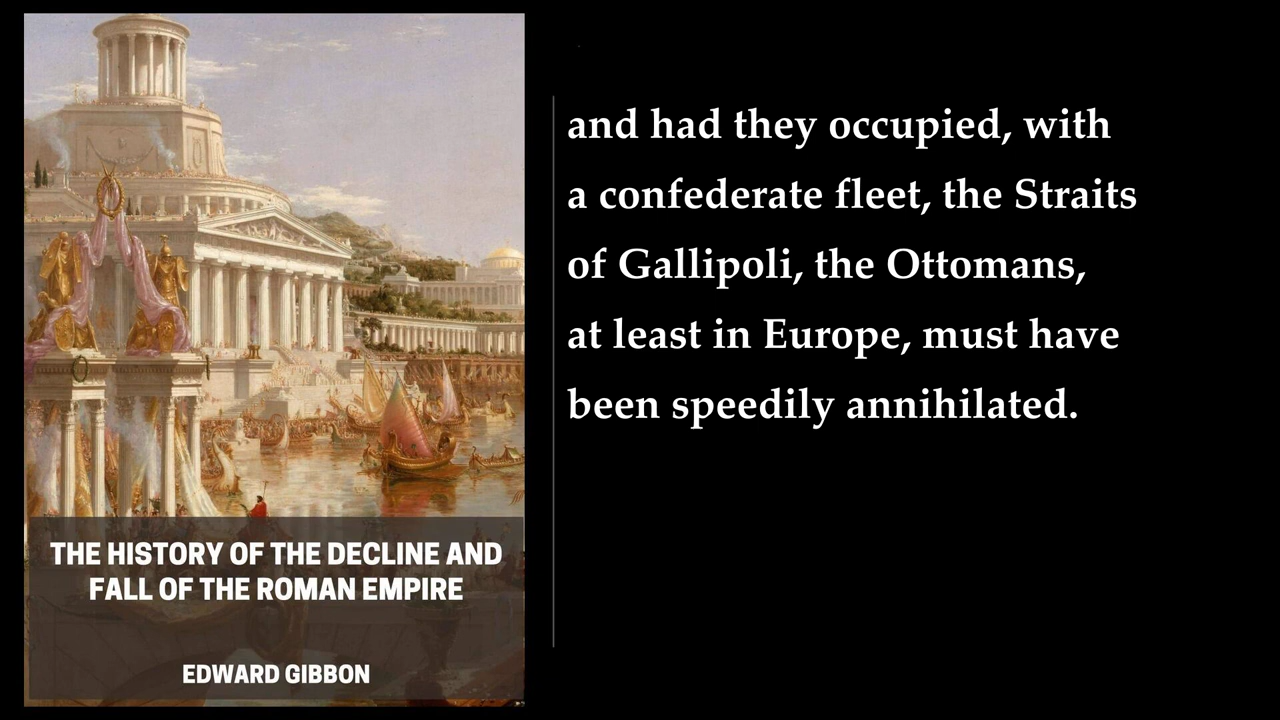 THE HISTORY OF THE DECLINE AND
FALL OF THE ROMAN EMPIRE
EDWARD GIBBON
and had they occupied, with
a confederate fleet, the Straits
of Gallipoli, the Ottomans,
at least in Europe, must have
been speedily annihilated.